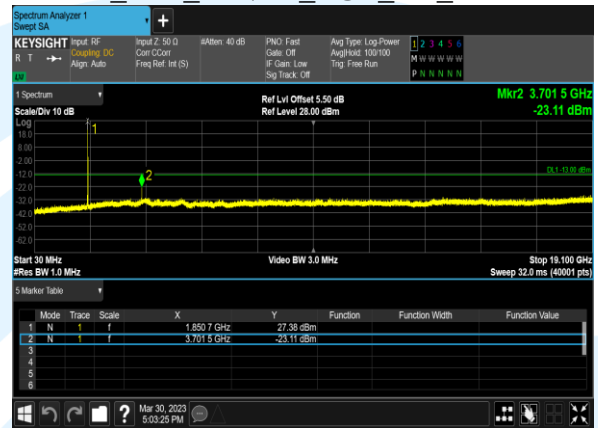 Spectrum Analyzer 1
Swept SA
+
KEYSIGHT Input: RF Input Z: 50 Ω #Atten: 40 dB PNO: Fast Avg Type: Log-Power 1 2 3 4 5 6
R T Coupling: DC Corr CCorr Gate: Off Avg|Hold: 100/100 M W W W W W
Align: Auto Freq Ref: Int (S) IF Gain: Low Trig: Free Run
Sig Track: Off P N N N N N
1 Spectrum Ref Lvl Offset 5.50 dB Mkr2 3.701 5 GHz
Scale/Div 10 dB Ref Level 28.00 dBm -23.11 dBm
Log
1
18.0
8.00
-2.00
DL1 -13.00 dBm
-12.0
2
-22.0
-32.0
-42.0
-52.0
-62.0
Start 30 MHz Video BW 3.0 MHz Stop 19.100 GHz
#Res BW 1.0 MHz Sweep 32.0 ms (40001 pts)
5 Marker Table
Mode Trace Scale X Y Function Function Width Function Value
1 N 1 f 1.850 7 GHz 27.38 dBm
2 N 1 f 3.701 5 GHz -23.11 dBm
3
4
5
6
? Mar 30, 2023
5:03:25 PM